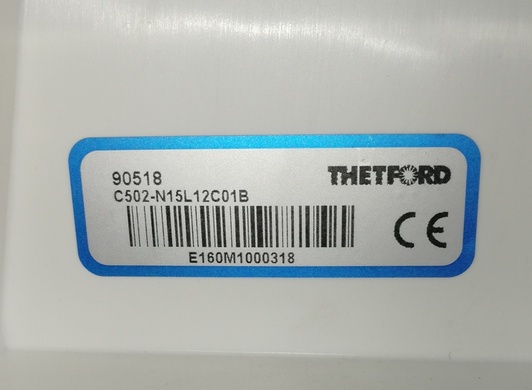 90518
THETFORD
C502-N15L12C01B
CE
E160M1000318